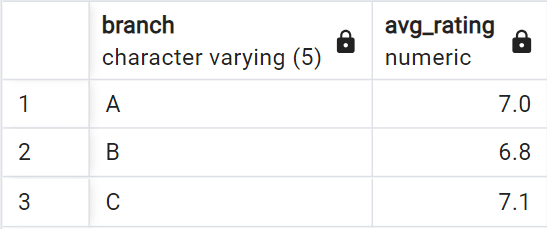 branch avg_rating
character varying (5) numeric
1 A 7.0
2 B 6.8
3 C 7.1